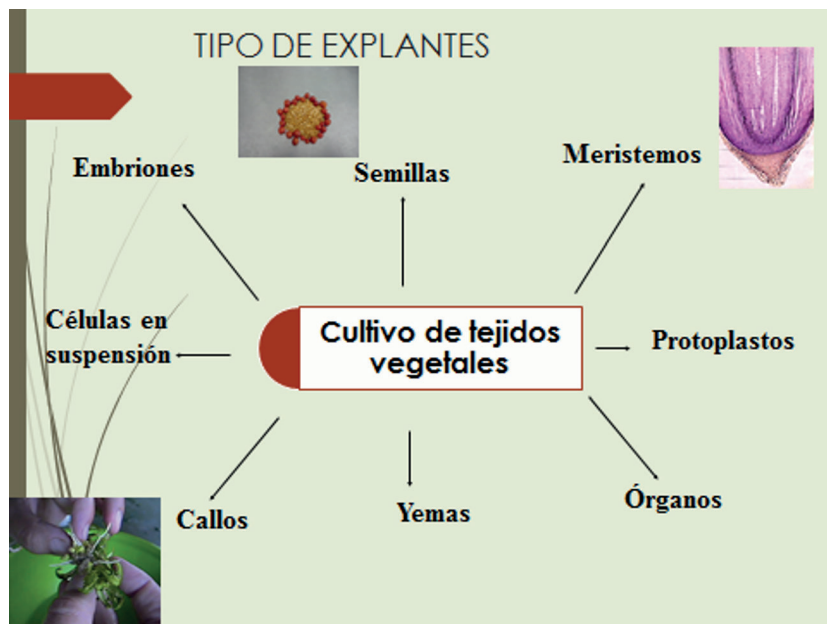 TIPO DE EXPLANTES
Embriones
Semillas
Meristemos
Células en
suspensión
Cultivo de tejidos
vegetales
Protoplastos
Callos
Yemas
Órganos